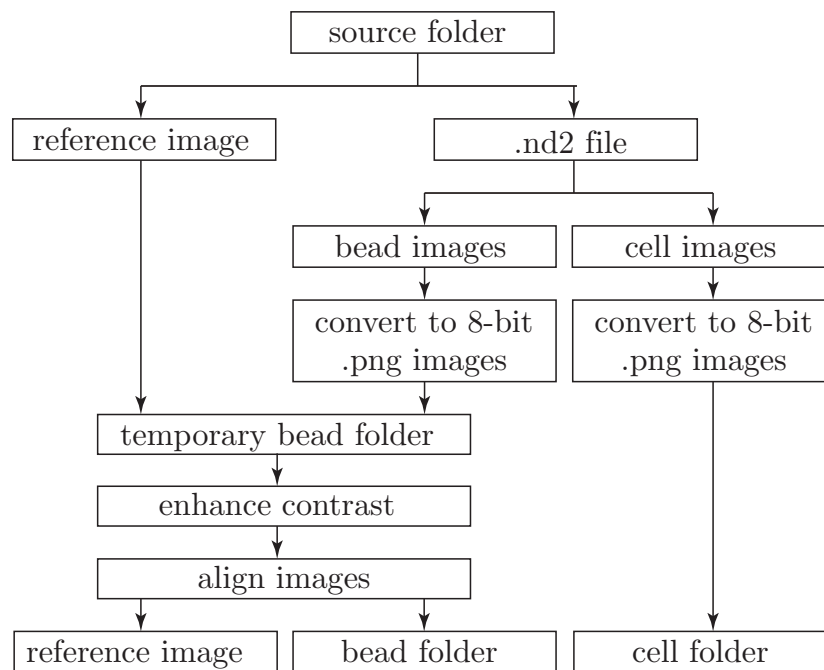 source folder
reference image
.nd2 file
bead images
cell images
convert to 8-bit
.png images
convert to 8-bit
.png images
temporary bead folder
enhance contrast
align images
reference image
bead folder
cell folder